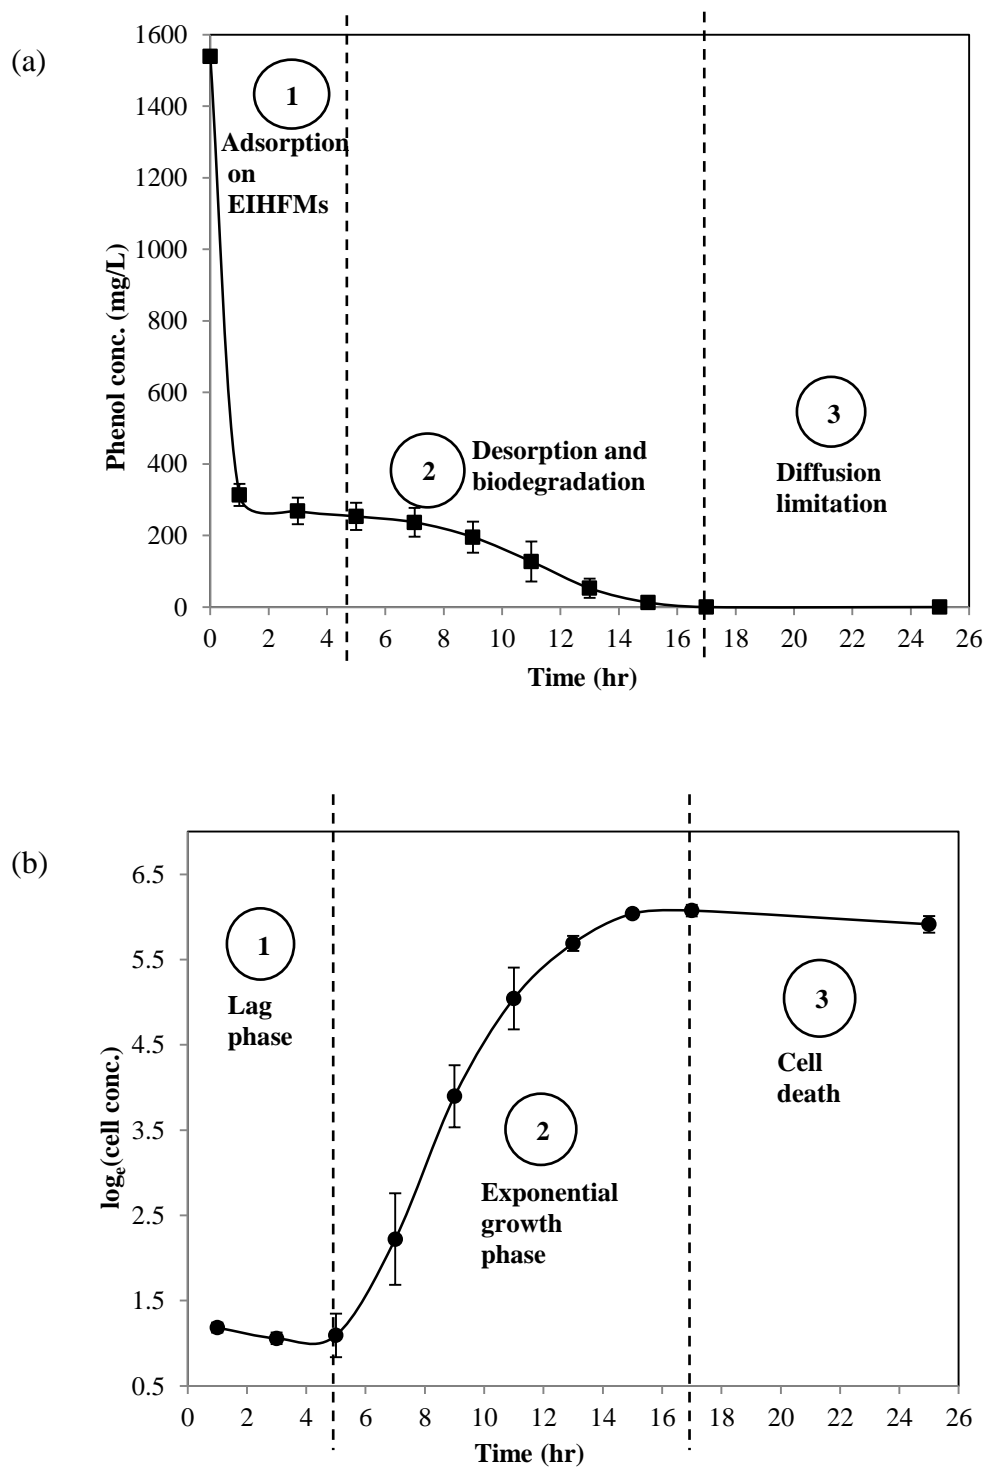 (a)
1600
1400
1200
1000
800
600
400
200
0
Phenol conc. (mg/L)
1
Adsorption
on
EIHFMs
2
Desorption and
biodegradation
3
Diffusion
limitation
0 2 4 6 8 10 12 14 16 18 20 22 24 26
Time (hr)
(b)
6.5
5.5
4.5
3.5
2.5
1.5
0.5
loge(cell conc.)
1
Lag
phase
2
Exponential
growth
phase
3
Cell
death
0 2 4 6 8 10 12 14 16 18 20 22 24 26
Time (hr)